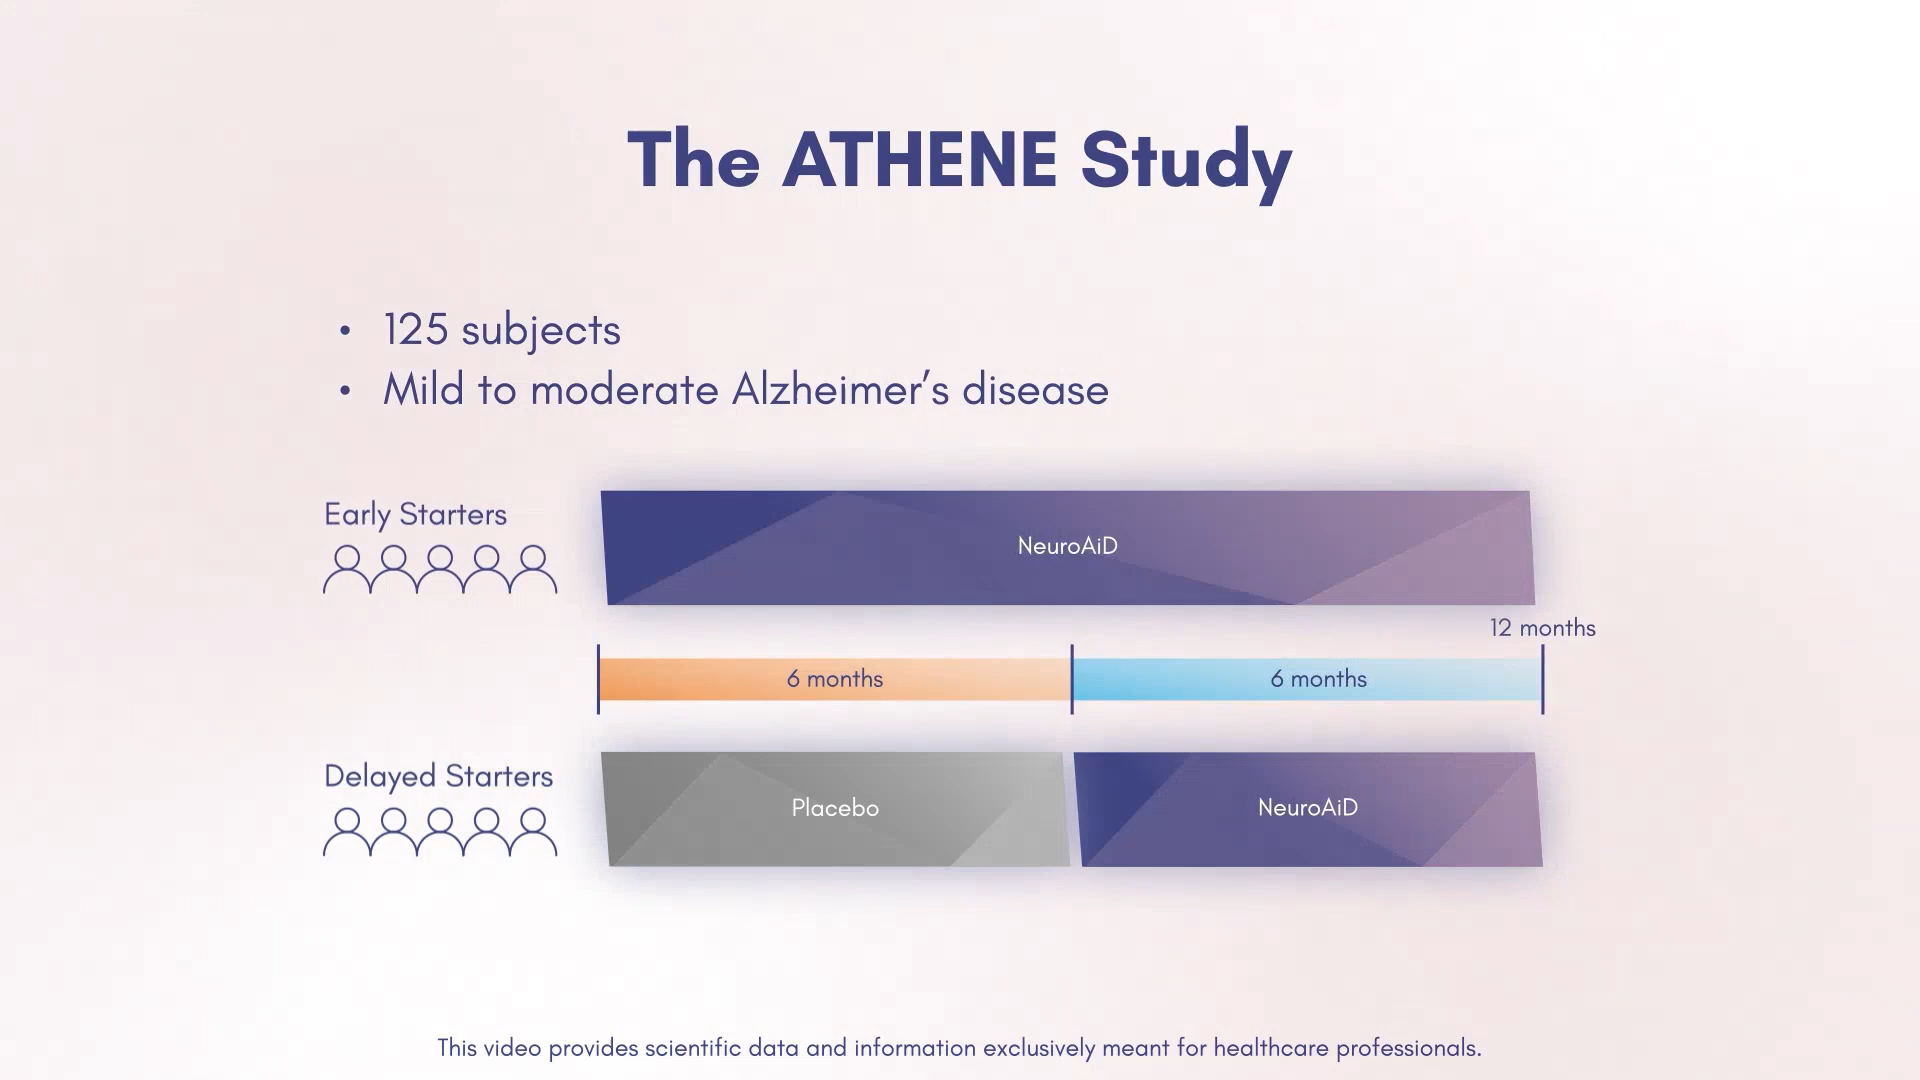 The ATHENE Study
• 125 subjects
• Mild to moderate Alzheimer’s disease
Early Starters
NeuroAiD
12 months
6 months
6 months
Delayed Starters
Placebo
NeuroAiD
This video provides scientific data and information exclusively meant for healthcare professionals.